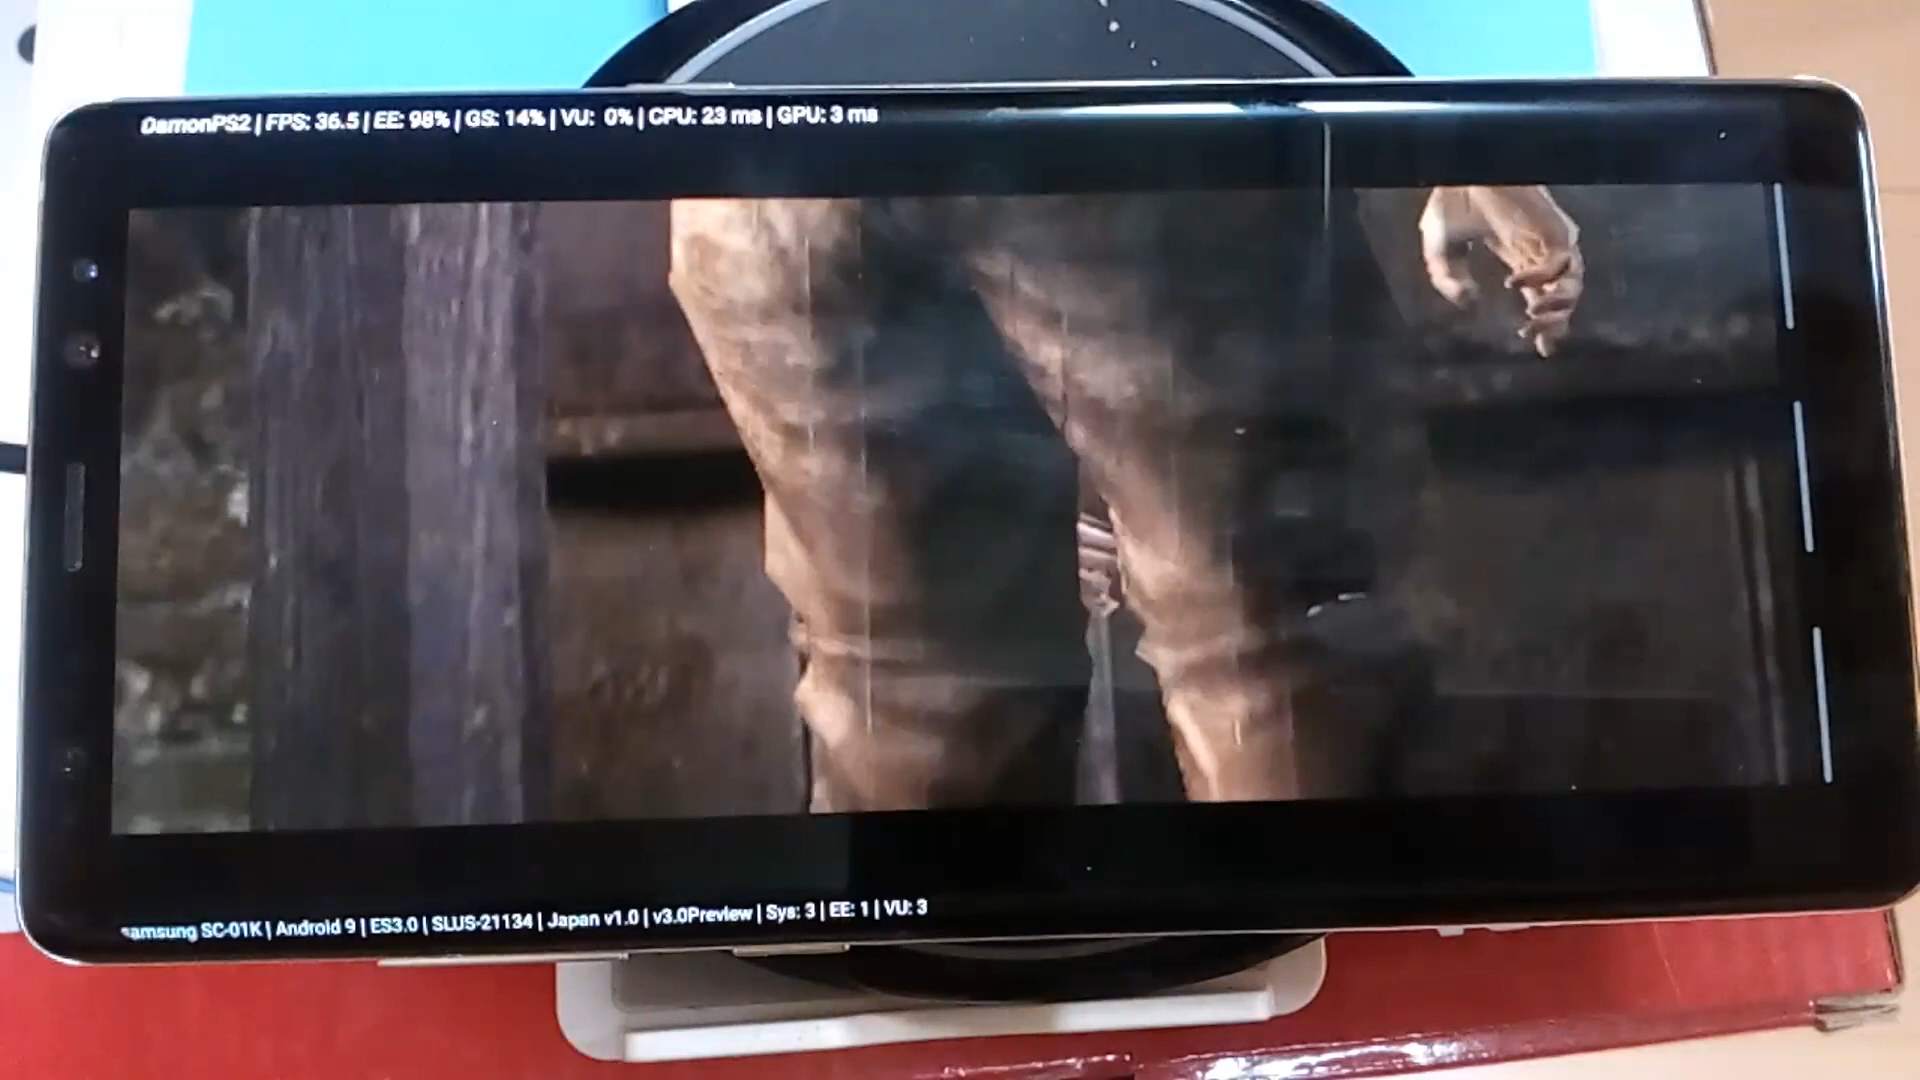 DamonPS2 | FPS: 36.5 | EE: 98% | GS: 14% | VU: 0% | CPU: 23 ms | GPU: 3 ms
samsung SC-01K | Android 9 | ES3.0 | SLUS-21134 | Japan v1.0 | v3.0Preview | Sys: 3 | EE: 1 | VU: 3